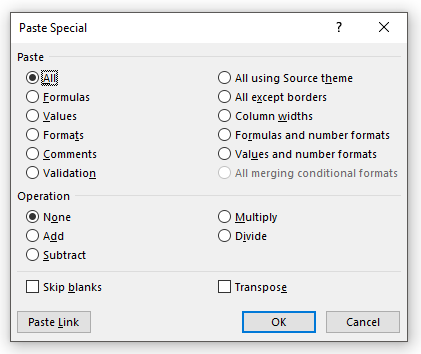 Paste Special ? ×
Paste
All
Formulas
Values
Formats
Comments
Validation
All using Source theme
All except borders
Column widths
Formulas and number formats
Values and number formats
All merging conditional formats
Operation
None
Add
Subtract
Multiply
Divide
Skip blanks
Transpose
Paste Link
OK
Cancel